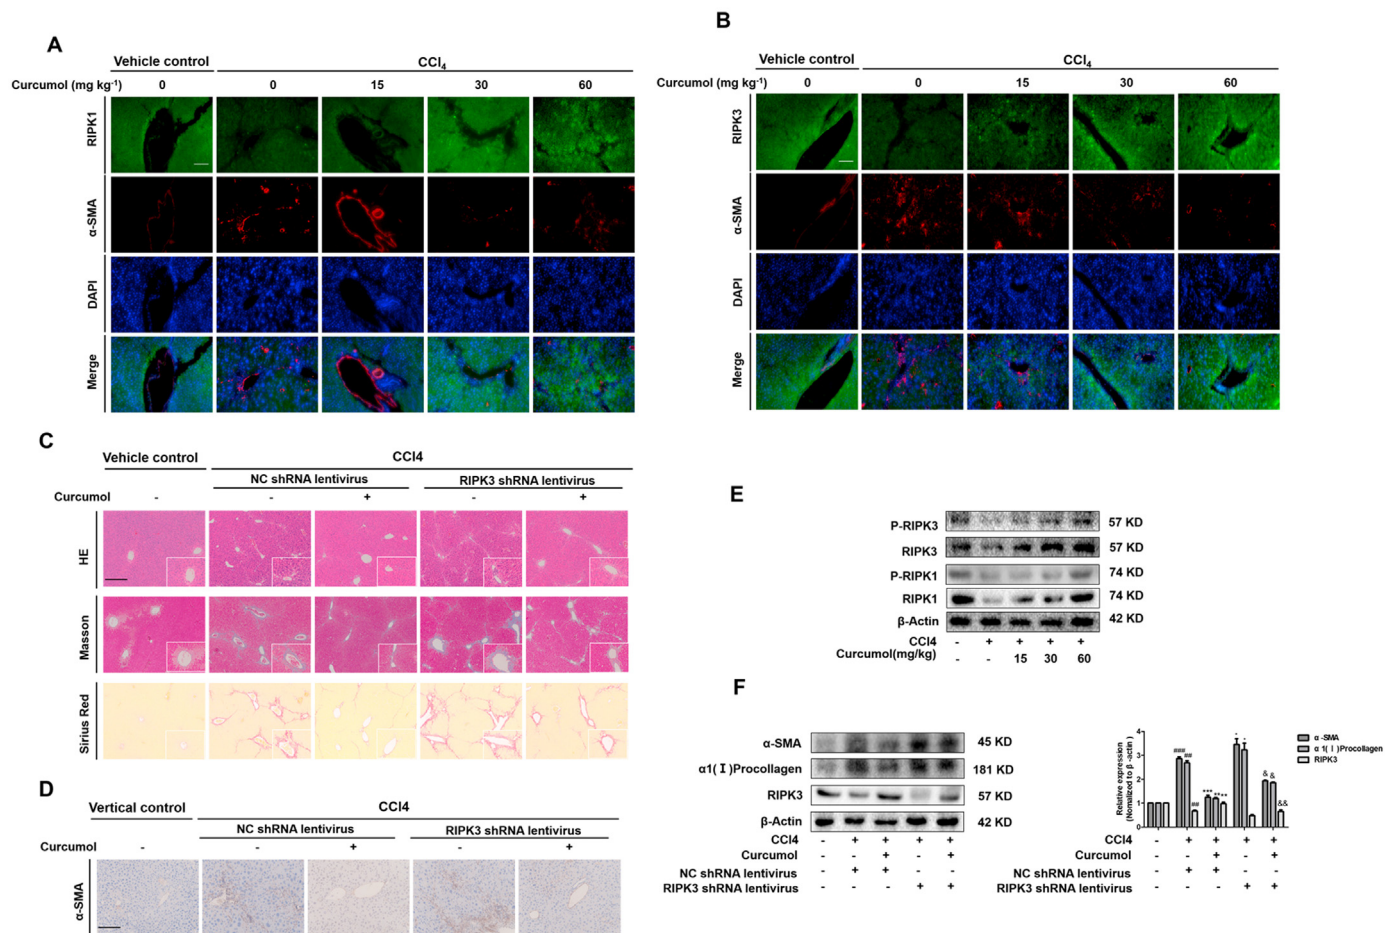 A
Vehicle control CCl4
Curcumol (mg kg-1) 0 0 15 30 60
RIPK1
α-SMA
DAPI
Merge
B
Vehicle control CCl4
Curcumol (mg kg-1) 0 0 15 30 60
RIPK3
α-SMA
DAPI
Merge
C
Vehicle control CCl4
NC shRNA lentivirus RIPK3 shRNA lentivirus
Curcumol - - + - +
HE
Masson
Sirius Red
D
Vertical control CCl4
NC shRNA lentivirus RIPK3 shRNA lentivirus
Curcumol - - + - +
α-SMA
E
P-RIPK3 57 KD
RIPK3 57 KD
P-RIPK1 74 KD
RIPK1 74 KD
β-Actin 42 KD
CCl4 - + + + +
Curcumol(mg/kg) - - 15 30 60
F
α-SMA 45 KD
α1(Ⅰ)Procollagen 181 KD
RIPK3 57 KD
β-Actin 42 KD
CCl4 - + + + +
Curcumol - - + - +
NC shRNA lentivirus - + + - -
RIPK3 shRNA lentivirus - - - + +
Relative expression
(Nomalized to β -actin )
4
3
2
1
0
### ## ## *** ** ** * * & & &&
α -SMA
α 1(Ⅰ)Procollagen
RIPK3
CCl4 - + + + +
Curcumol - - + - +
NC shRNA lentivirus - + + - -
RIPK3 shRNA lentivirus - - - + +